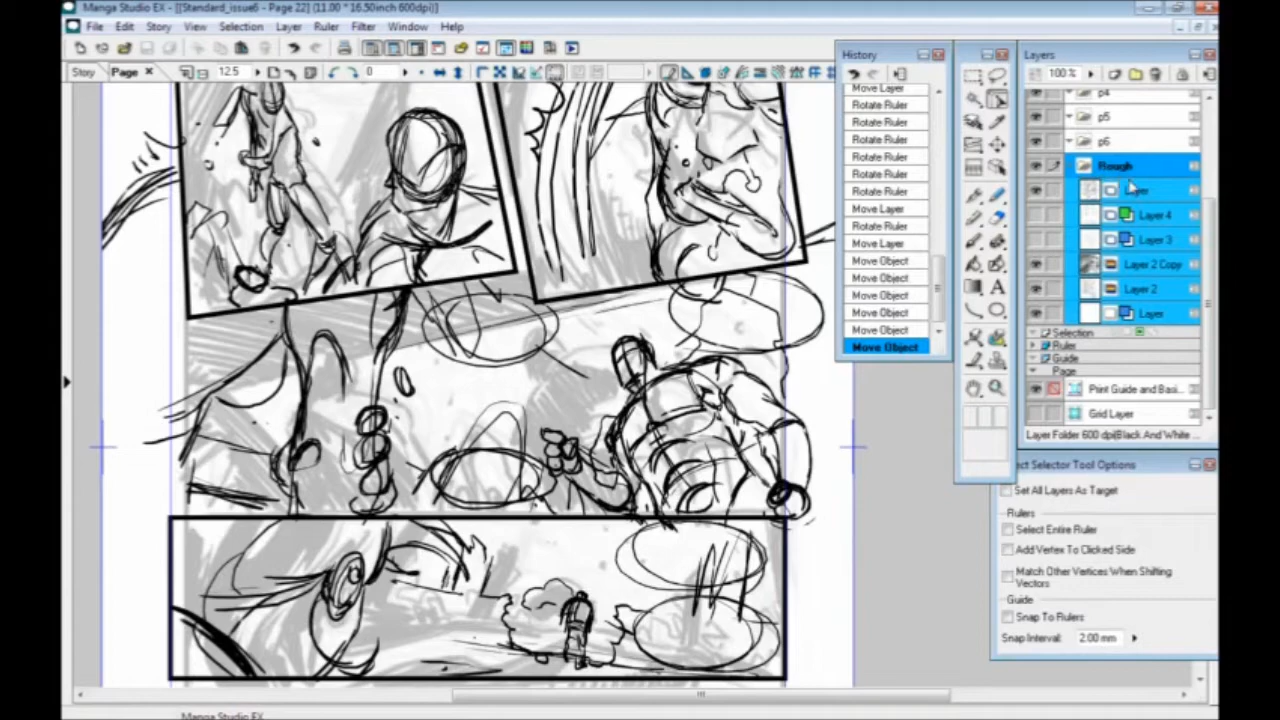 Manga Studio EX - [[Standard_issue6 - Page 22] (11.00 * 16.50inch 600dpi)]
File Edit Story View Selection Layer Ruler Filter Window Help
Story Page 12.5 0
History
Move Layer
Rotate Ruler
Rotate Ruler
Rotate Ruler
Rotate Ruler
Rotate Ruler
Rotate Ruler
Move Layer
Rotate Ruler
Move Layer
Move Object
Move Object
Move Object
Move Object
Move Object
Move Object
Layers
100%
p4
p5
p6
Rough
Layer 4
Layer 3
Layer 2 Copy
Layer 2
Layer
Selection
Ruler
Guide
Page
Print Guide and Basi...
Grid Layer
Layer Folder 600 dpi(Black And White ...
Selector Tool Options
Set All Layers As Target
Rulers
Select Entire Ruler
Add Vertex To Clicked Side
Match Other Vertices When Shifting
Vectors
Guide
Snap To Rulers
Snap Interval: 2.00 mm
Manga Studio EX